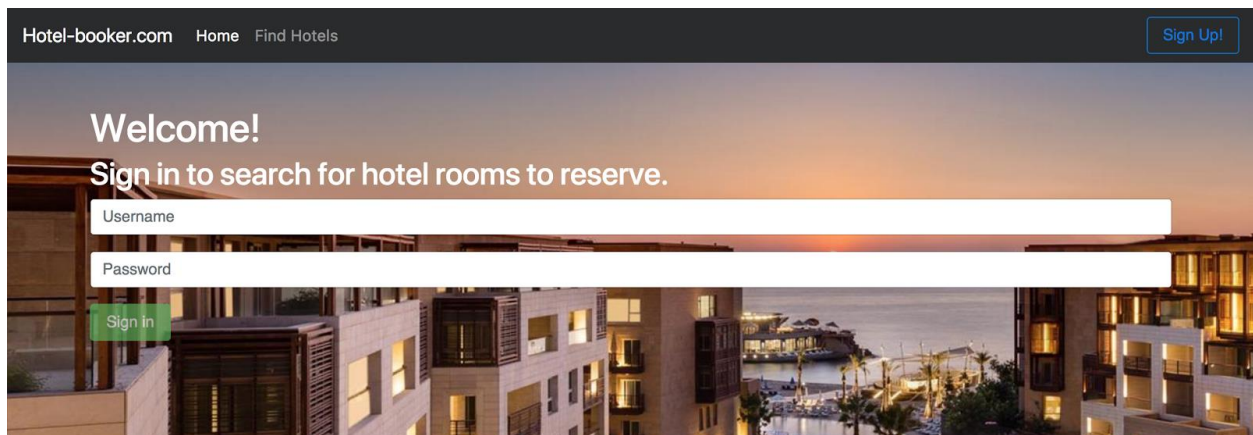 Hotel-booker.com Home Find Hotels Sign Up!
Welcome!
Sign in to search for hotel rooms to reserve.
Username
Password
Sign in